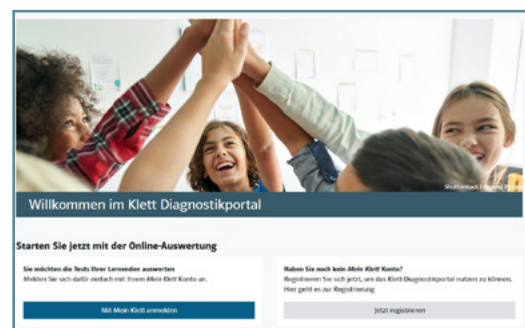 Willkommen im Klett Diagnostikportal
Starten Sie jetzt mit der Online-Auswertung
Sie möchten die Tests Ihrer Lernenden auswerten
Melden Sie sich dafür einfach mit Ihrem Mein Klett Konto an.
Mit Mein Klett anmelden
Haben Sie noch kein Mein Klett Konto?
Registrieren Sie sich jetzt, um das Klett-Diagnostikportal nutzen zu können.
Hier geht es zur Registrierung
Jetzt registrieren